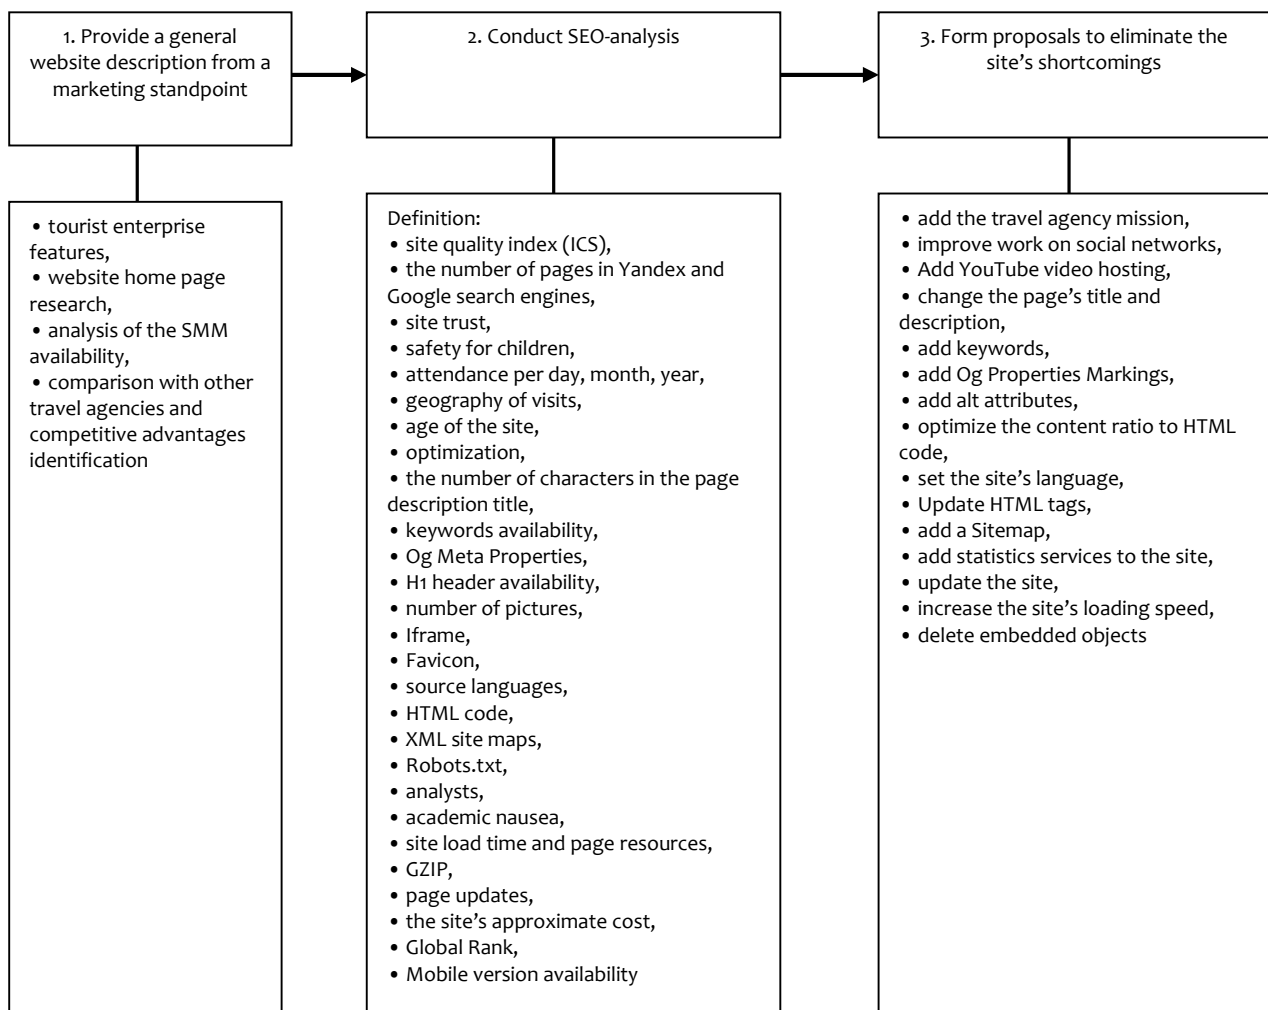 1. Provide a general
website description from a
marketing standpoint
2. Conduct SEO-analysis
3. Form proposals to eliminate the
site’s shortcomings
• tourist enterprise
features,
• website home page
research,
• analysis of the SMM
availability,
• comparison with other
travel agencies and
competitive advantages
identification
Definition:
• site quality index (ICS),
• the number of pages in Yandex and
Google search engines,
• site trust,
• safety for children,
• attendance per day, month, year,
• geography of visits,
• age of the site,
• optimization,
• the number of characters in the page
description title,
• keywords availability,
• Og Meta Properties,
• H1 header availability,
• number of pictures,
• Iframe,
• Favicon,
• source languages,
• HTML code,
• XML site maps,
• Robots.txt,
• analysts,
• academic nausea,
• site load time and page resources,
• GZIP,
• page updates,
• the site’s approximate cost,
• Global Rank,
• Mobile version availability
• add the travel agency mission,
• improve work on social networks,
• Add YouTube video hosting,
• change the page’s title and
description,
• add keywords,
• add Og Properties Markings,
• add alt attributes,
• optimize the content ratio to HTML
code,
• set the site’s language,
• Update HTML tags,
• add a Sitemap,
• add statistics services to the site,
• update the site,
• increase the site’s loading speed,
• delete embedded objects